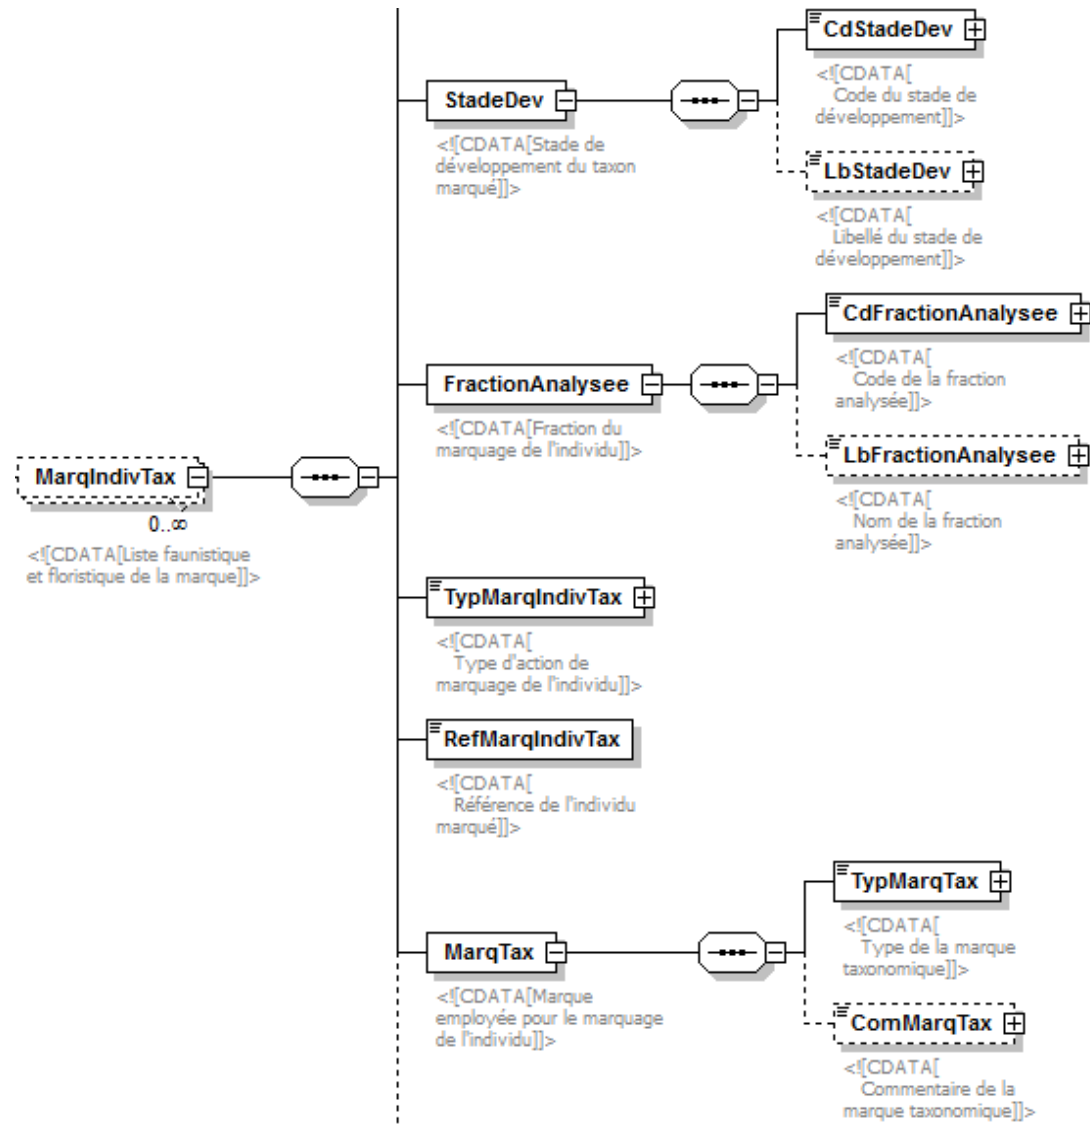 CdStadeDev
<![CDATA[
Code du stade de
développement]]>
StadeDev
<![CDATA[Stade de
développement du taxon
marqué]]>
LbStadeDev
<![CDATA[
Libellé du stade de
développement]]>
CdFractionAnalysee
<![CDATA[
Code de la fraction
analysée]]>
FractionAnalysee
<![CDATA[Fraction du
marquage de l'individu]]>
LbFractionAnalysee
<![CDATA[
Nom de la fraction
analysée]]>
MarqIndivTax
0..∞
<![CDATA[Liste faunistique
et floristique de la marque]]>
TypMarqIndivTax
<![CDATA[
Type d'action de
marquage de l'individu]]>
RefMarqIndivTax
<![CDATA[
Référence de l'individu
marqué]]>
TypMarqTax
<![CDATA[
Type de la marque
taxonomique]]>
MarqTax
<![CDATA[Marque
employée pour le marquage
de l'individu]]>
ComMarqTax
<![CDATA[
Commentaire de la
marque taxonomique]]>